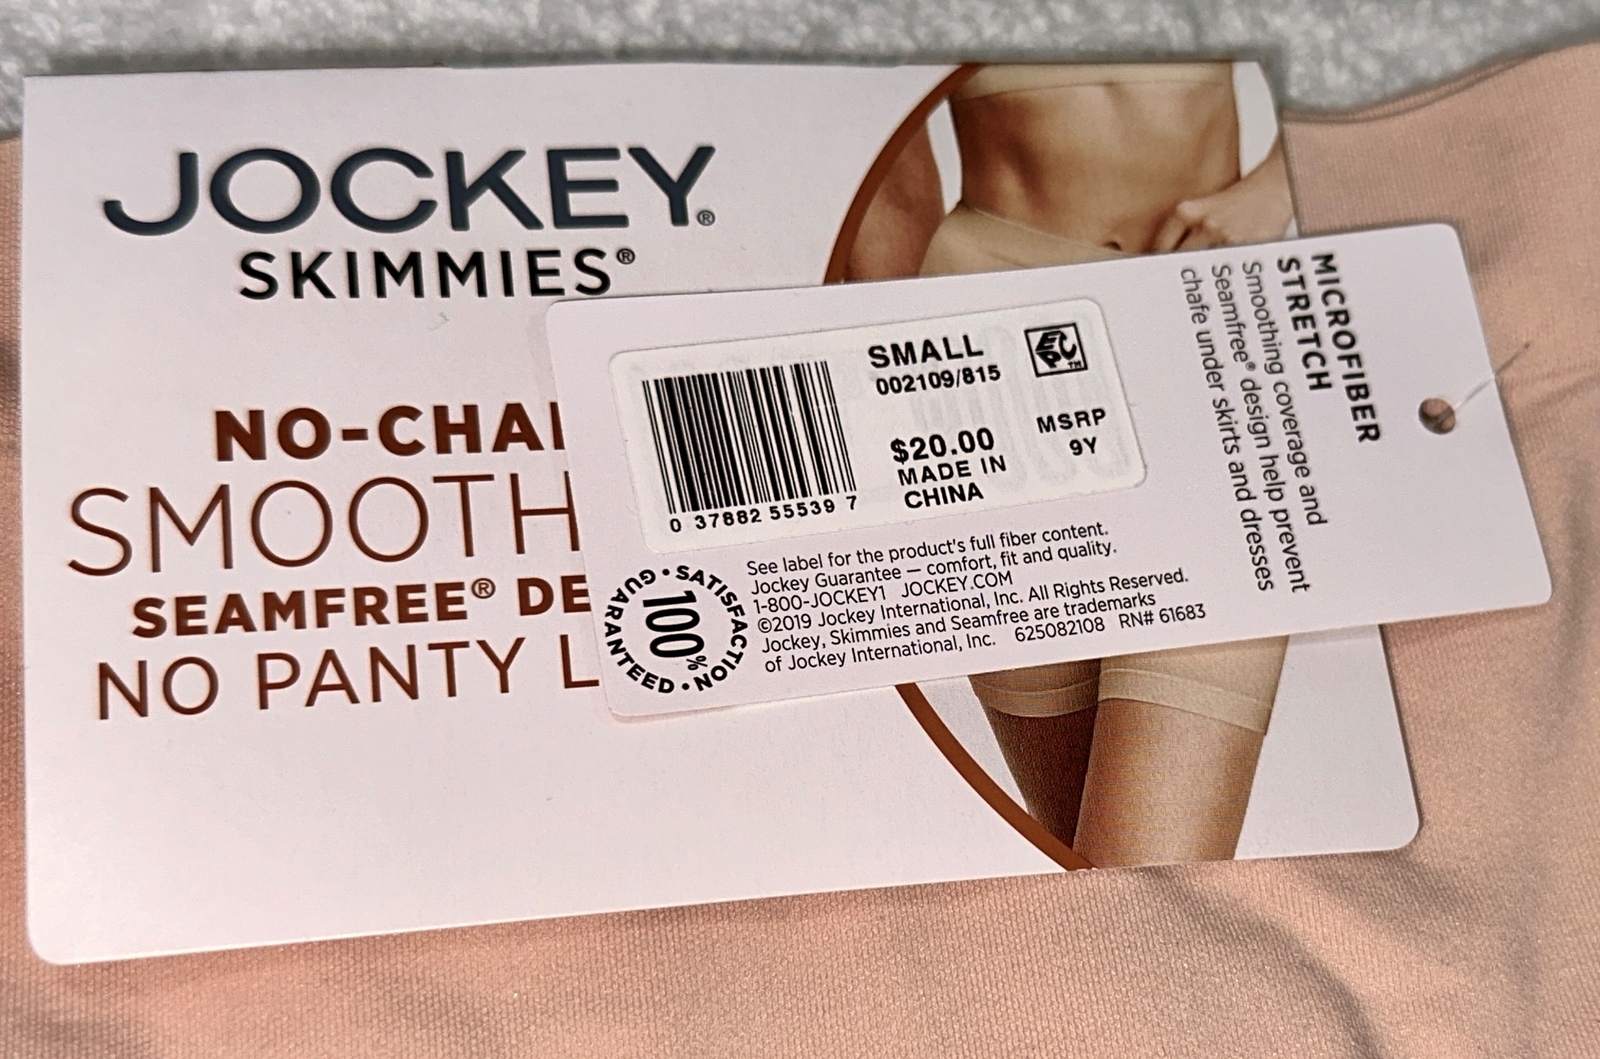 JOCKEY®
SKIMMIES®
NO-CHA
SMOOTH
SEAMFREE® DE
NO PANTY L
SMALL
002109/815
$20.00
MADE IN
CHINA
MSRP
9Y
0 37882 55539 7
See label for the product's full fiber content.
Jockey Guarantee — comfort, fit and quality.
1-800-JOCKEY1 JOCKEY.COM
©2019 Jockey International, Inc. All Rights Reserved.
Jockey, Skimmies and Seamfree are trademarks
of Jockey International, Inc. 625082108 RN# 61683
100%
SATISFACTION • GUARANTEED •
MICROFIBER
STRETCH
Smoothing coverage and
Seamfree® design help prevent
chafe under skirts and dresses